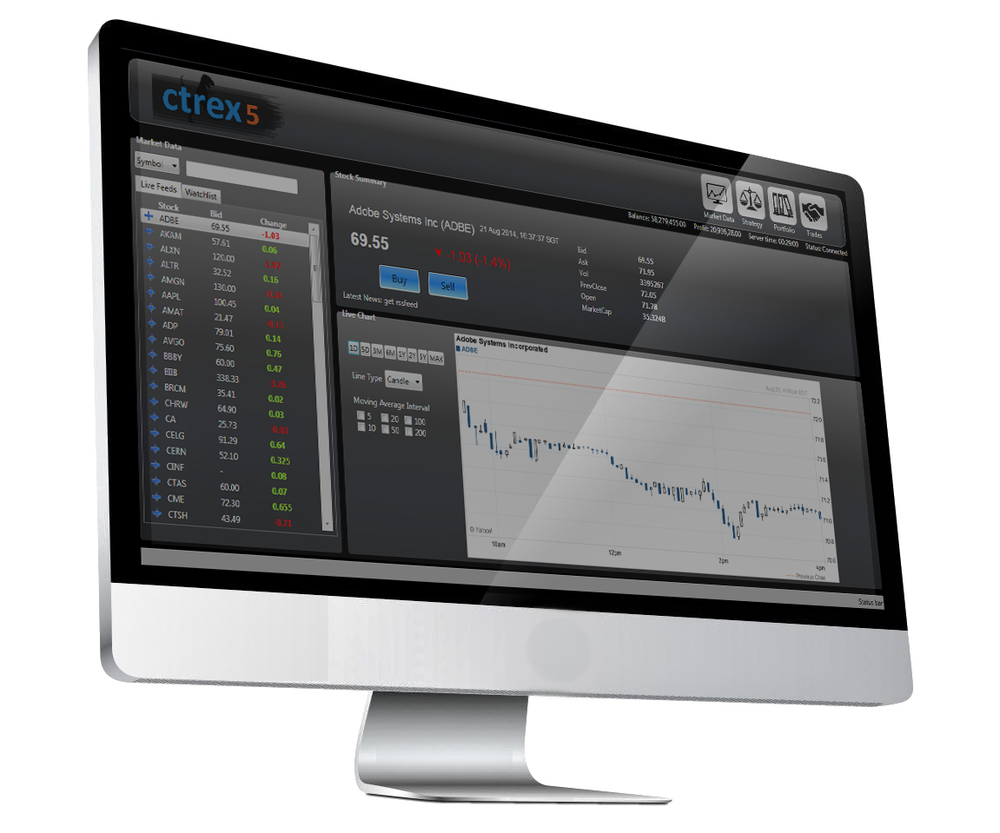 ctrex 5
Market Data
Symbol
Live Feeds Watchlist
Stock Bid Change
ADBE 69.55 -1.03
AKAM 57.61 0.06
ALXN 120.00
ALTR 32.52 0.16
AMGN 130.00
AAPL 100.45 0.04
AMAT 21.47
ADP 79.01 0.14
AVGO 75.60 0.76
BBBY 60.00 0.47
BIIB 338.33
BRCM 35.41 0.02
CHRW 64.90 0.03
CA 25.73 -0.03
CELG 91.29 0.64
CERN 52.10 0.325
CINF - 0.08
CTAS 60.00 0.07
CME 72.30 0.655
CTSH 43.49 -0.21
Market Data Strategy Portfolio Trades
Balance: 58,279,455.00 Server time: 00:29:00 Status: Connected
Stock Summary
Adobe Systems Inc (ADBE) 21 Aug 2014, 16:37:37 SGT
69.55 ▼ -1.03 (-1.4%)
Buy Sell
Latest News: get rssfeed
Bid 69.55
Ask 71.95
Vol 3395267
PrevClose 72.05
Open 71.78
MarketCap 35.324B
Live Chart
1D 5D 3M 6M 1Y 2Y 5Y MAX
Line Type Candle
Moving Average Interval
5 20 100
10 50 200
Adobe Systems Incorporated
ADBE
Aug 20, 4:00pm EDT
72.2
72.0
71.8
71.6
71.4
71.2
71.0
70.8
70.6
© Yahoo!
10am 12pm 2pm 4pm
Previous Close
Status bar